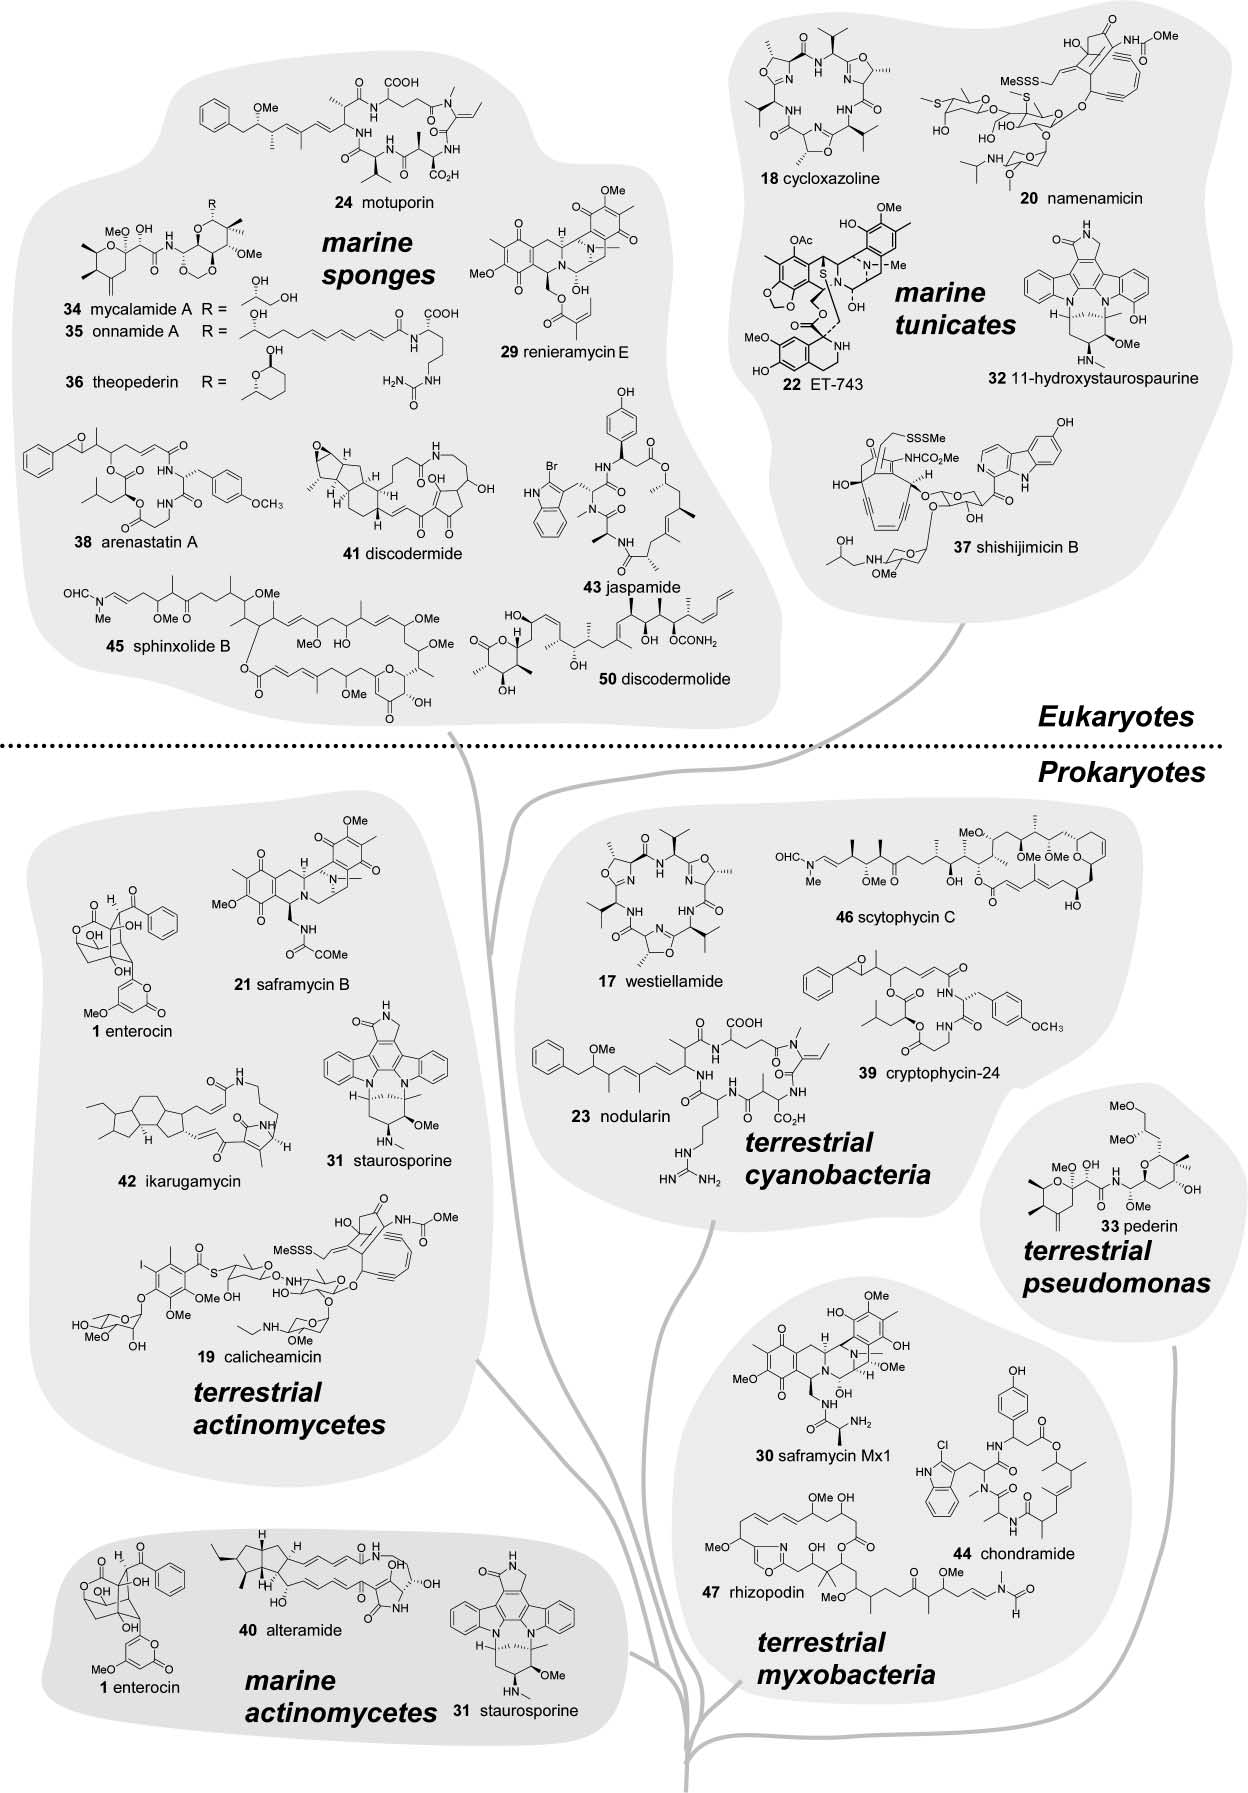 24 motuporin
marine
sponges
34 mycalamide A R =
35 onnamide A R =
36 theopederin R =
29 renieramycin E
38 arenastatin A
41 discodermide
43 jaspamide
45 sphinxolide B
50 discodermolide
18 cycloxazoline
20 namenamicin
marine
tunicates
22 ET-743
32 11-hydroxystaurospaurine
37 shishijimicin B
Eukaryotes
Prokaryotes
1 enterocin
21 saframycin B
42 ikarugamycin
31 staurosporine
19 calicheamicin
terrestrial
actinomycetes
17 westiellamide
46 scytophycin C
23 nodularin
39 cryptophycin-24
terrestrial
cyanobacteria
33 pederin
terrestrial
pseudomonas
30 saframycin Mx1
44 chondramide
47 rhizopodin
terrestrial
myxobacteria
1 enterocin
40 alteramide
31 staurosporine
marine
actinomycetes